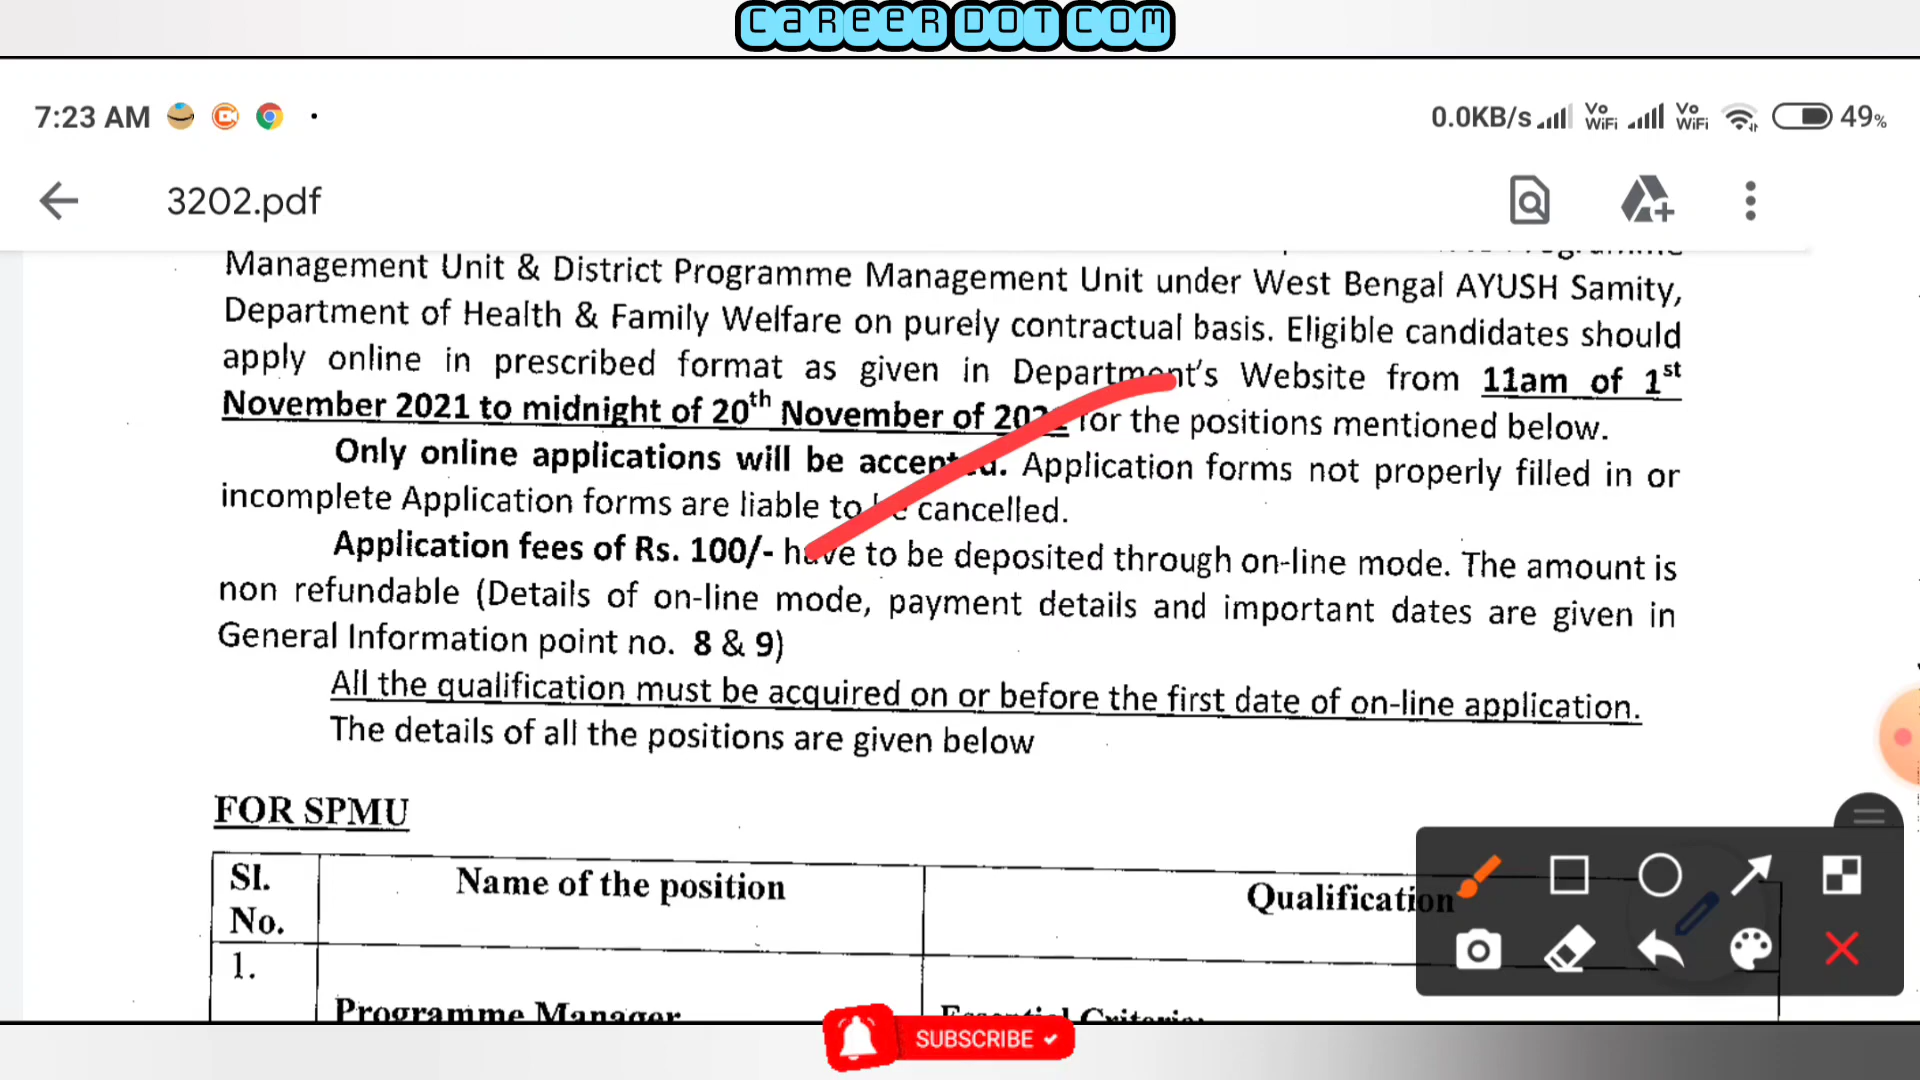 CAREER DOT COM
7:23 AM
0.0KB/s Vo WiFi Vo WiFi 49%
3202.pdf
Management Unit & District Programme Management Unit under West Bengal AYUSH Samity,
Department of Health & Family Welfare on purely contractual basis. Eligible candidates should
apply online in prescribed format as given in Department's Website from 11am of 1st
November 2021 to midnight of 20th November of 202 for the positions mentioned below.
Only online applications will be accepted. Application forms not properly filled in or
incomplete Application forms are liable to be cancelled.
Application fees of Rs. 100/- have to be deposited through on-line mode. The amount is
non refundable (Details of on-line mode, payment details and important dates are given in
General Information point no. 8 & 9)
All the qualification must be acquired on or before the first date of on-line application.
The details of all the positions are given below
FOR SPMU
Sl. No. Name of the position Qualification
1.
Programme Manager Essential Criteria:
SUBSCRIBE